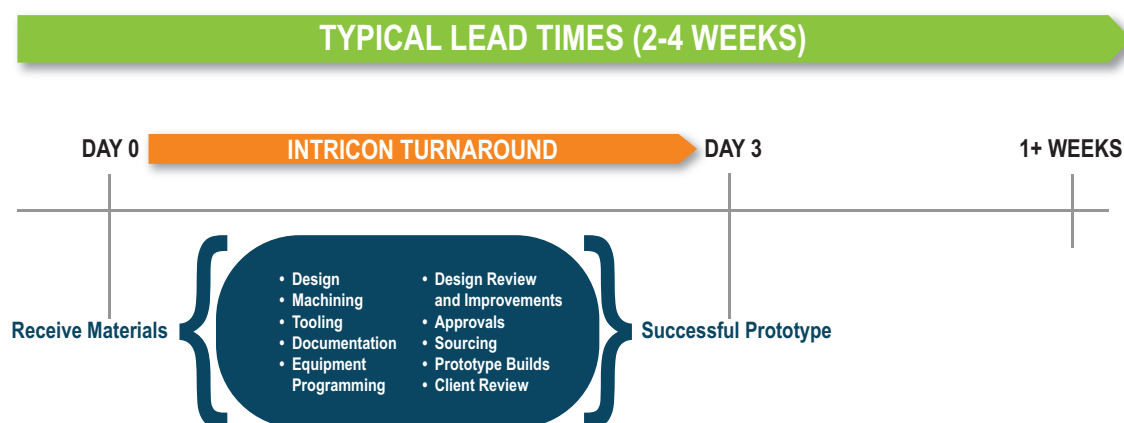 TYPICAL LEAD TIMES (2-4 WEEKS)
DAY 0
INTRICON TURNAROUND
DAY 3
1+ WEEKS
Receive Materials
• Design
• Machining
• Tooling
• Documentation
• Equipment
Programming
• Design Review
and Improvements
• Approvals
• Sourcing
• Prototype Builds
• Client Review
Successful Prototype